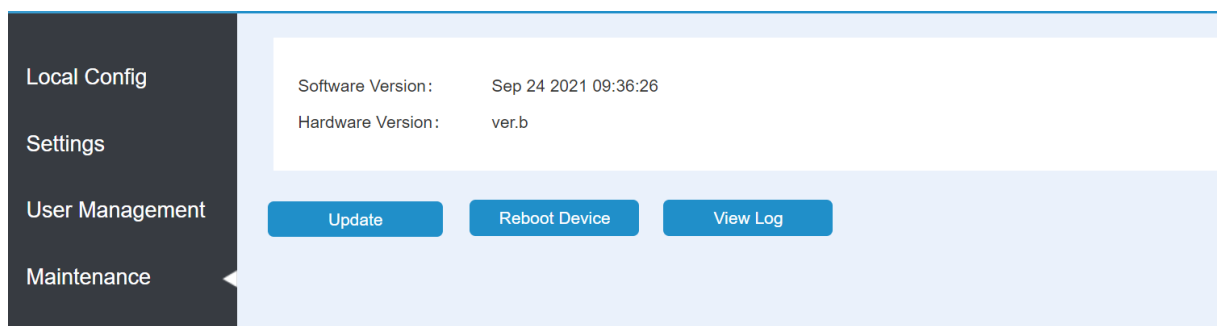 Local Config
Settings
User Management
Maintenance
Software Version: Sep 24 2021 09:36:26
Hardware Version: ver.b
Update Reboot Device View Log